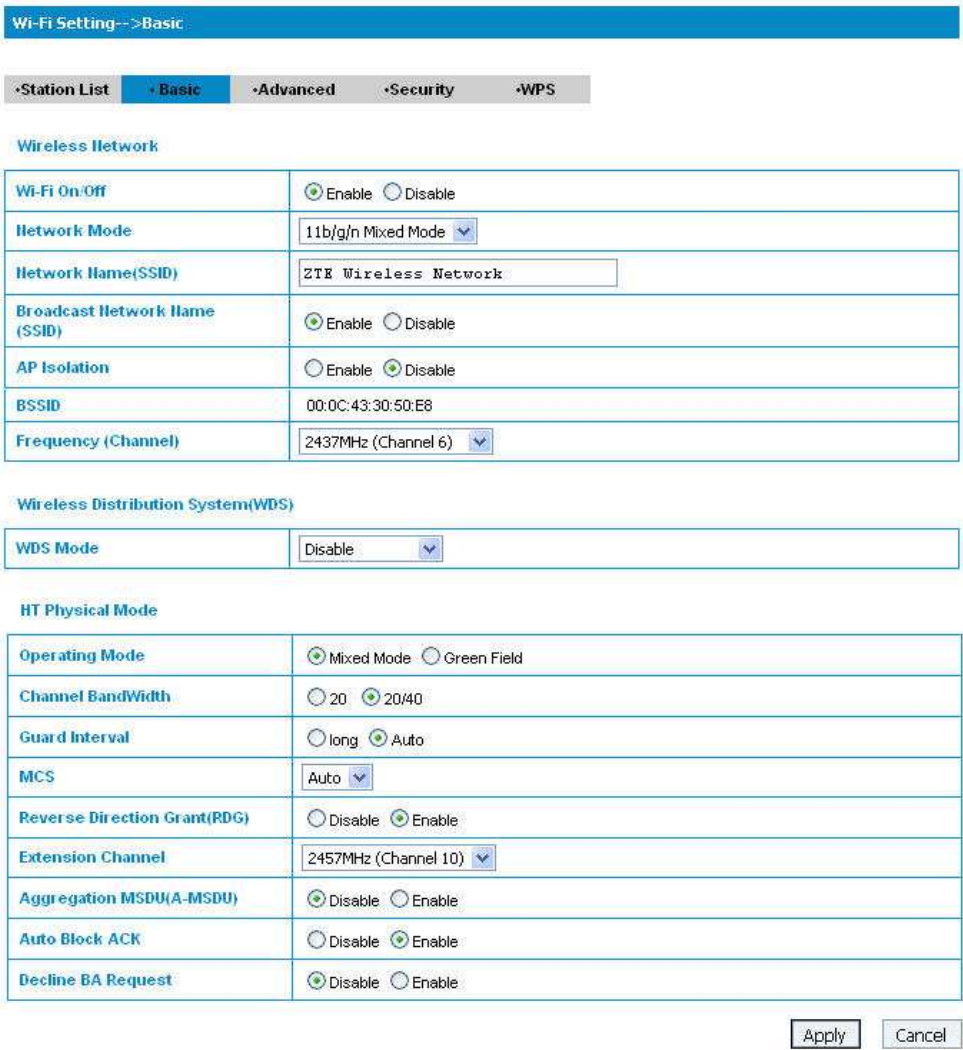 Wi-Fi Setting-->Basic
•Station List •Basic •Advanced •Security •WPS
Wireless Network
Wi-Fi On/Off Enable Disable
Network Mode 11b/g/n Mixed Mode
Network Name(SSID) ZTE Wireless Network
Broadcast Network Name
(SSID) Enable Disable
AP Isolation Enable Disable
BSSID 00:0C:43:30:50:E8
Frequency (Channel) 2437MHz (Channel 6)
Wireless Distribution System(WDS)
WDS Mode Disable
HT Physical Mode
Operating Mode Mixed Mode Green Field
Channel BandWidth 20 20/40
Guard Interval long Auto
MCS Auto
Reverse Direction Grant(RDG) Disable Enable
Extension Channel 2457MHz (Channel 10)
Aggregation MSDU(A-MSDU) Disable Enable
Auto Block ACK Disable Enable
Decline BA Request Disable Enable
Apply Cancel